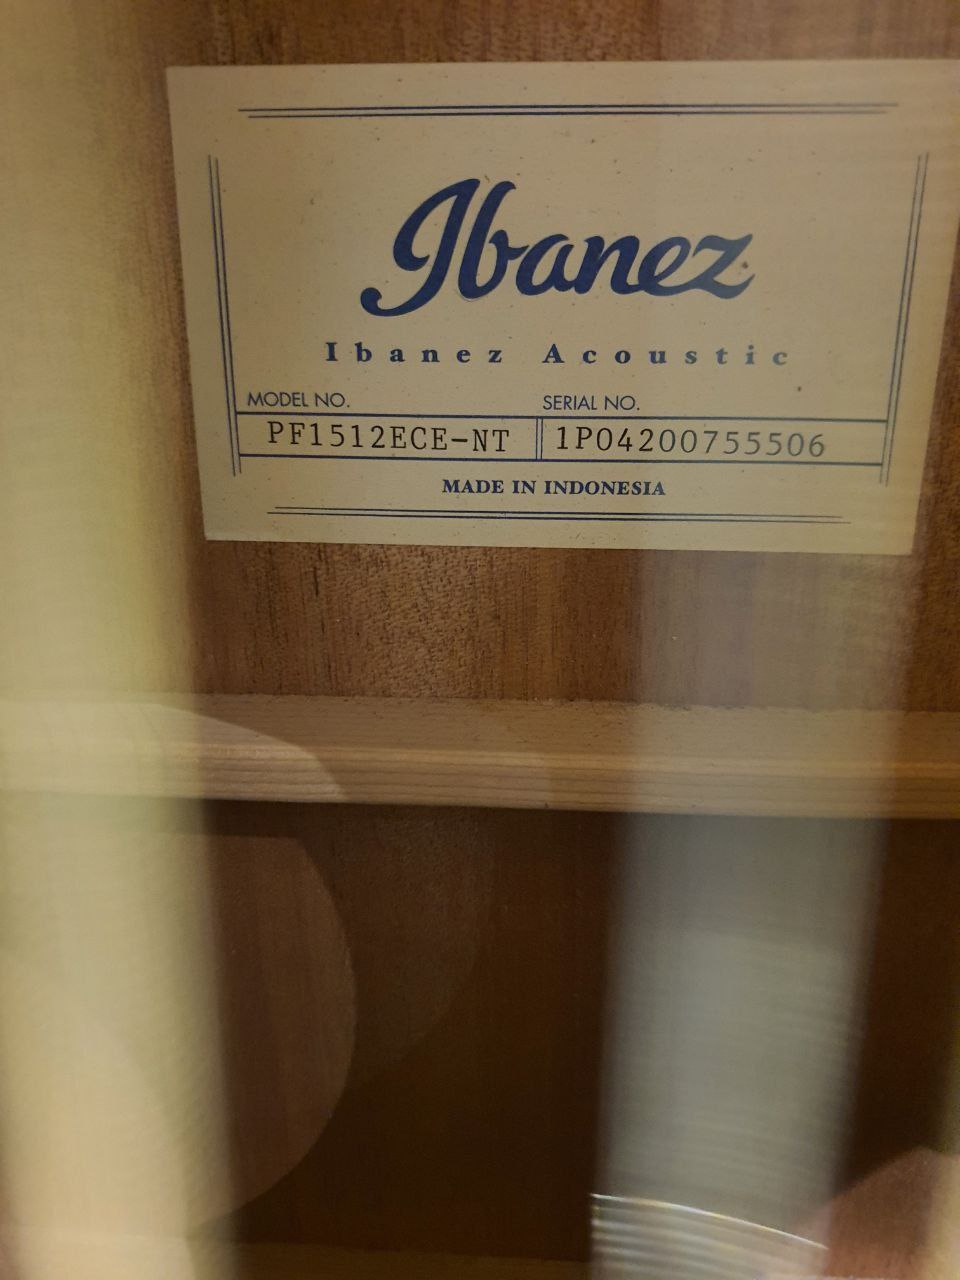 Ibanez
Ibanez Acoustic
MODEL NO. SERIAL NO.
PF1512ECE-NT 1P04200755506
MADE IN INDONESIA